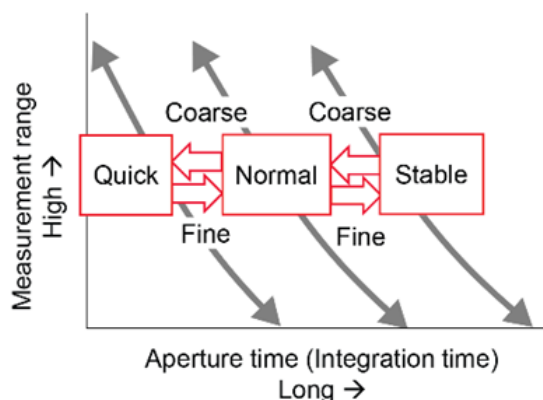 Measurement range
High →
Coarse
Coarse
Quick
Normal
Stable
Fine
Fine
Aperture time (Integration time)
Long →